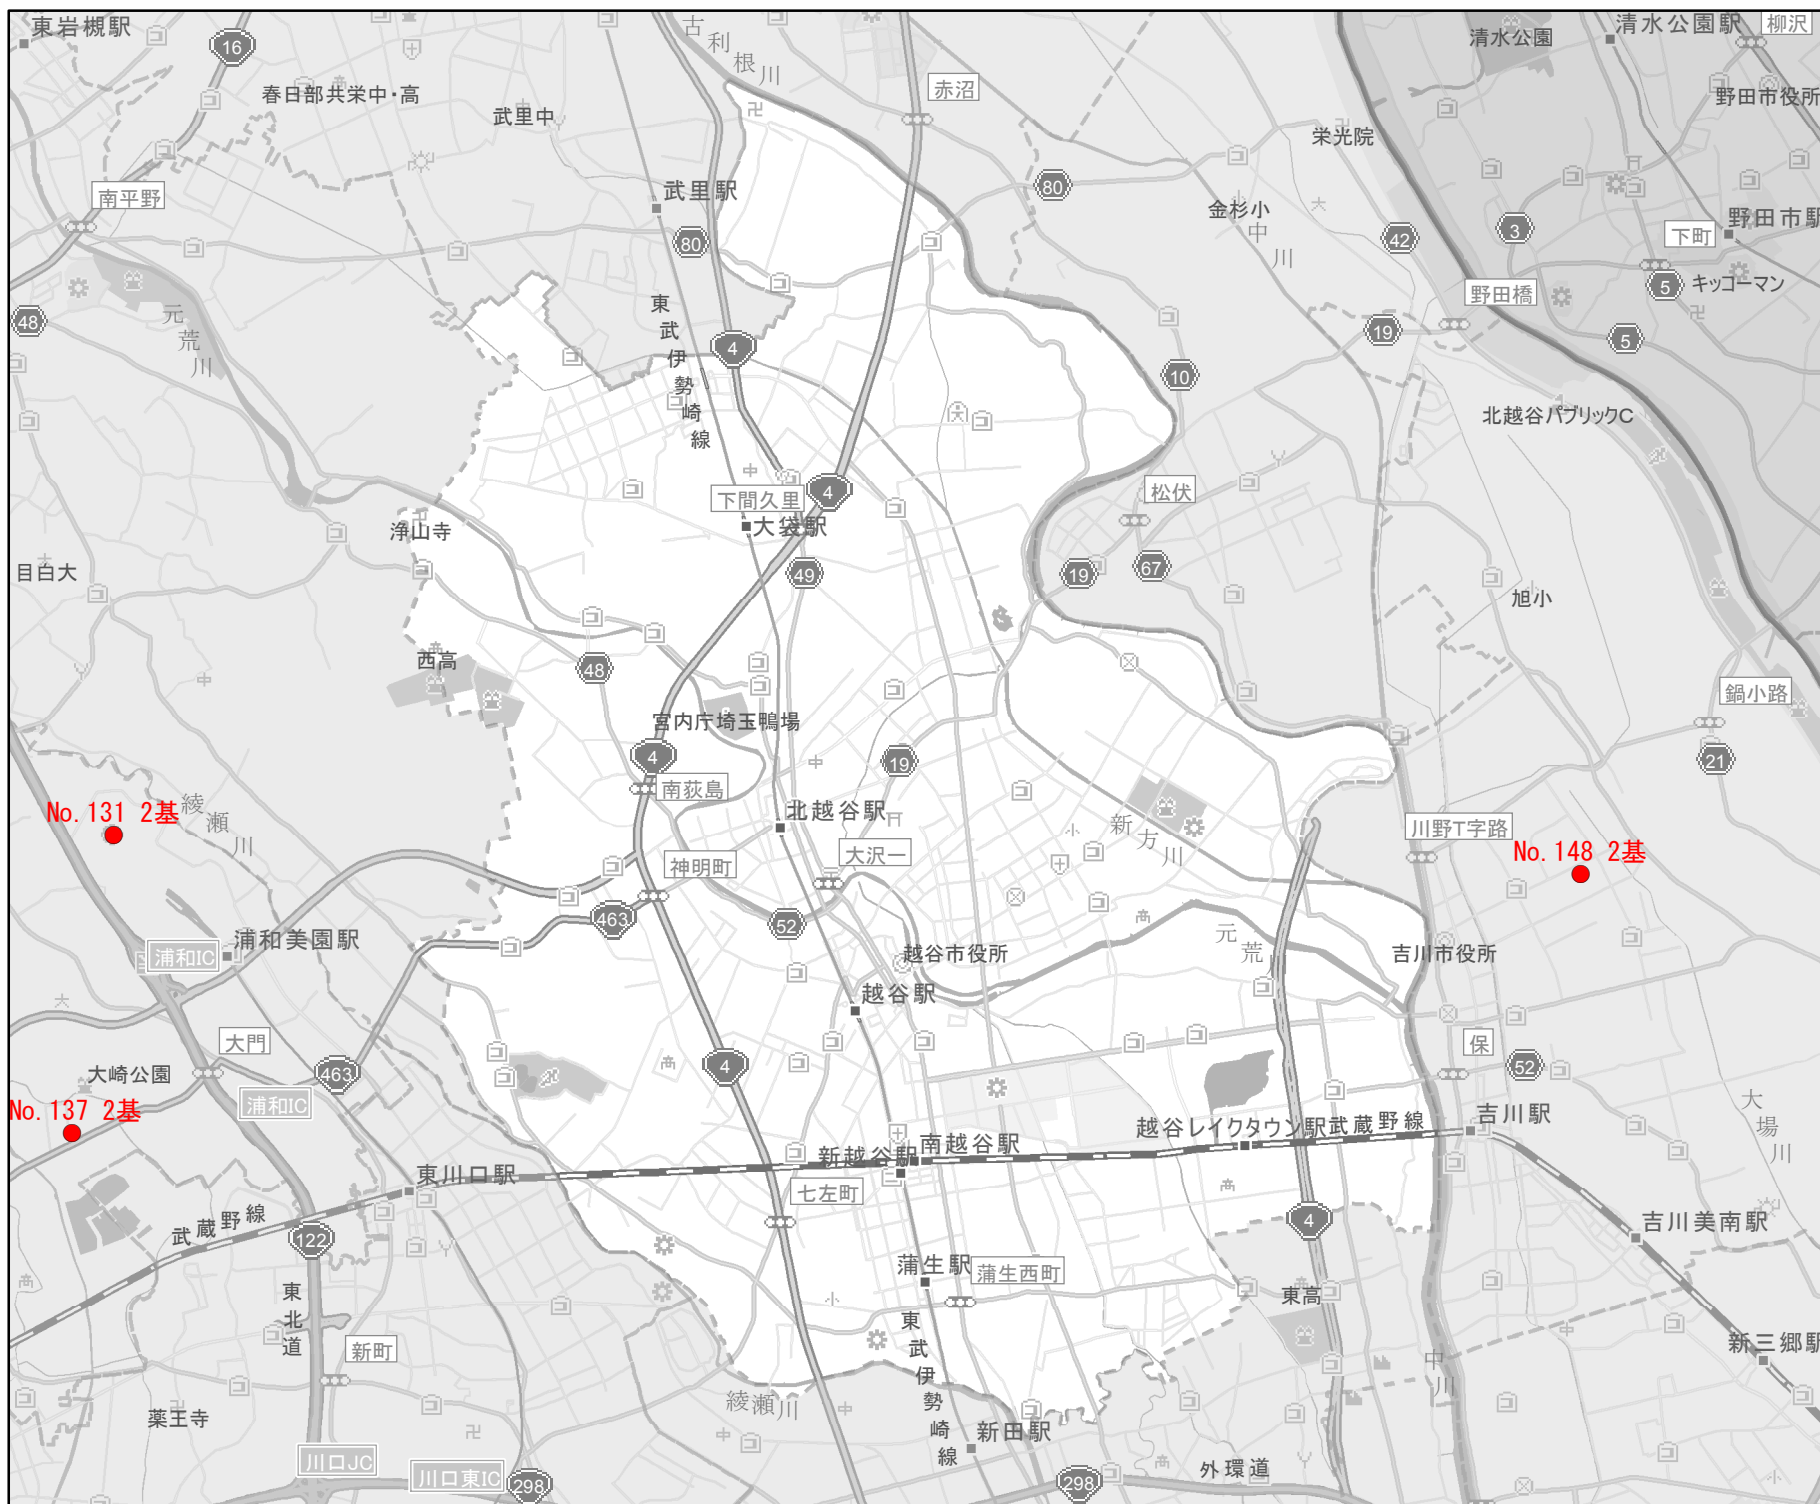 東岩槻駅
16
春日部共栄中・高
武里中
古利根川
赤沼
清水公園
清水公園駅
柳沢
野田市役所
栄光院
南平野
武里駅
80
80
金杉小
中川
42
3
下町
野田市駅
5
キッコーマン
野田橋
48
元荒川
東武伊勢崎線
4
19
5
10
北越谷パブリックC
下間久里
4
大袋駅
松伏
浄山寺
目白大
49
19
67
旭小
西高
48
宮内庁埼玉鴨場
鍋小路
21
4
19
南荻島
No.131 2基
綾瀬川
北越谷駅
新方川
川野T字路
No.148 2基
神明町
大沢一
463
52
浦和美園駅
浦和IC
越谷市役所
元荒川
吉川市役所
越谷駅
大門
保
52
大崎公園
463
4
浦和IC
No.137 2基
大場川
吉川駅
越谷レイクタウン駅
武蔵野線
南越谷駅
新越谷駅
東川口駅
七左町
武蔵野線
122
4
吉川美南駅
蒲生駅
蒲生西町
東高
東北道
東武伊勢崎線
新町
新三郷駅
中川
綾瀬川
薬王寺
新田駅
川口JC
川口東IC
298
298
外環道